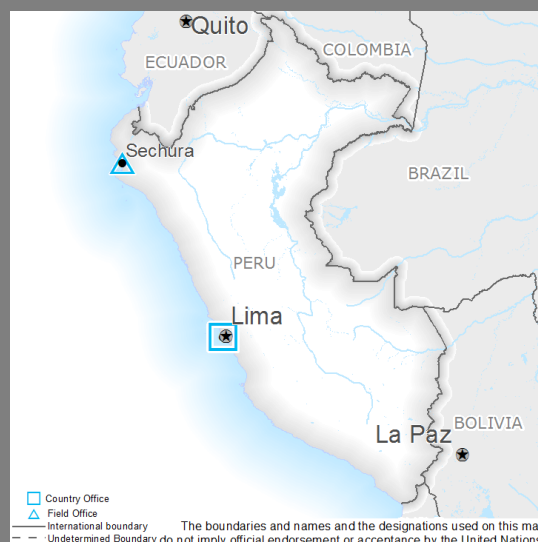 Quito
COLOMBIA
ECUADOR
Sechura
BRAZIL
PERU
Lima
BOLIVIA
La Paz
Country Office
Field Office
International boundary
Undetermined Boundary
The boundaries and names and the designations used on this ma
do not imply official endorsement or acceptance by the United Nations